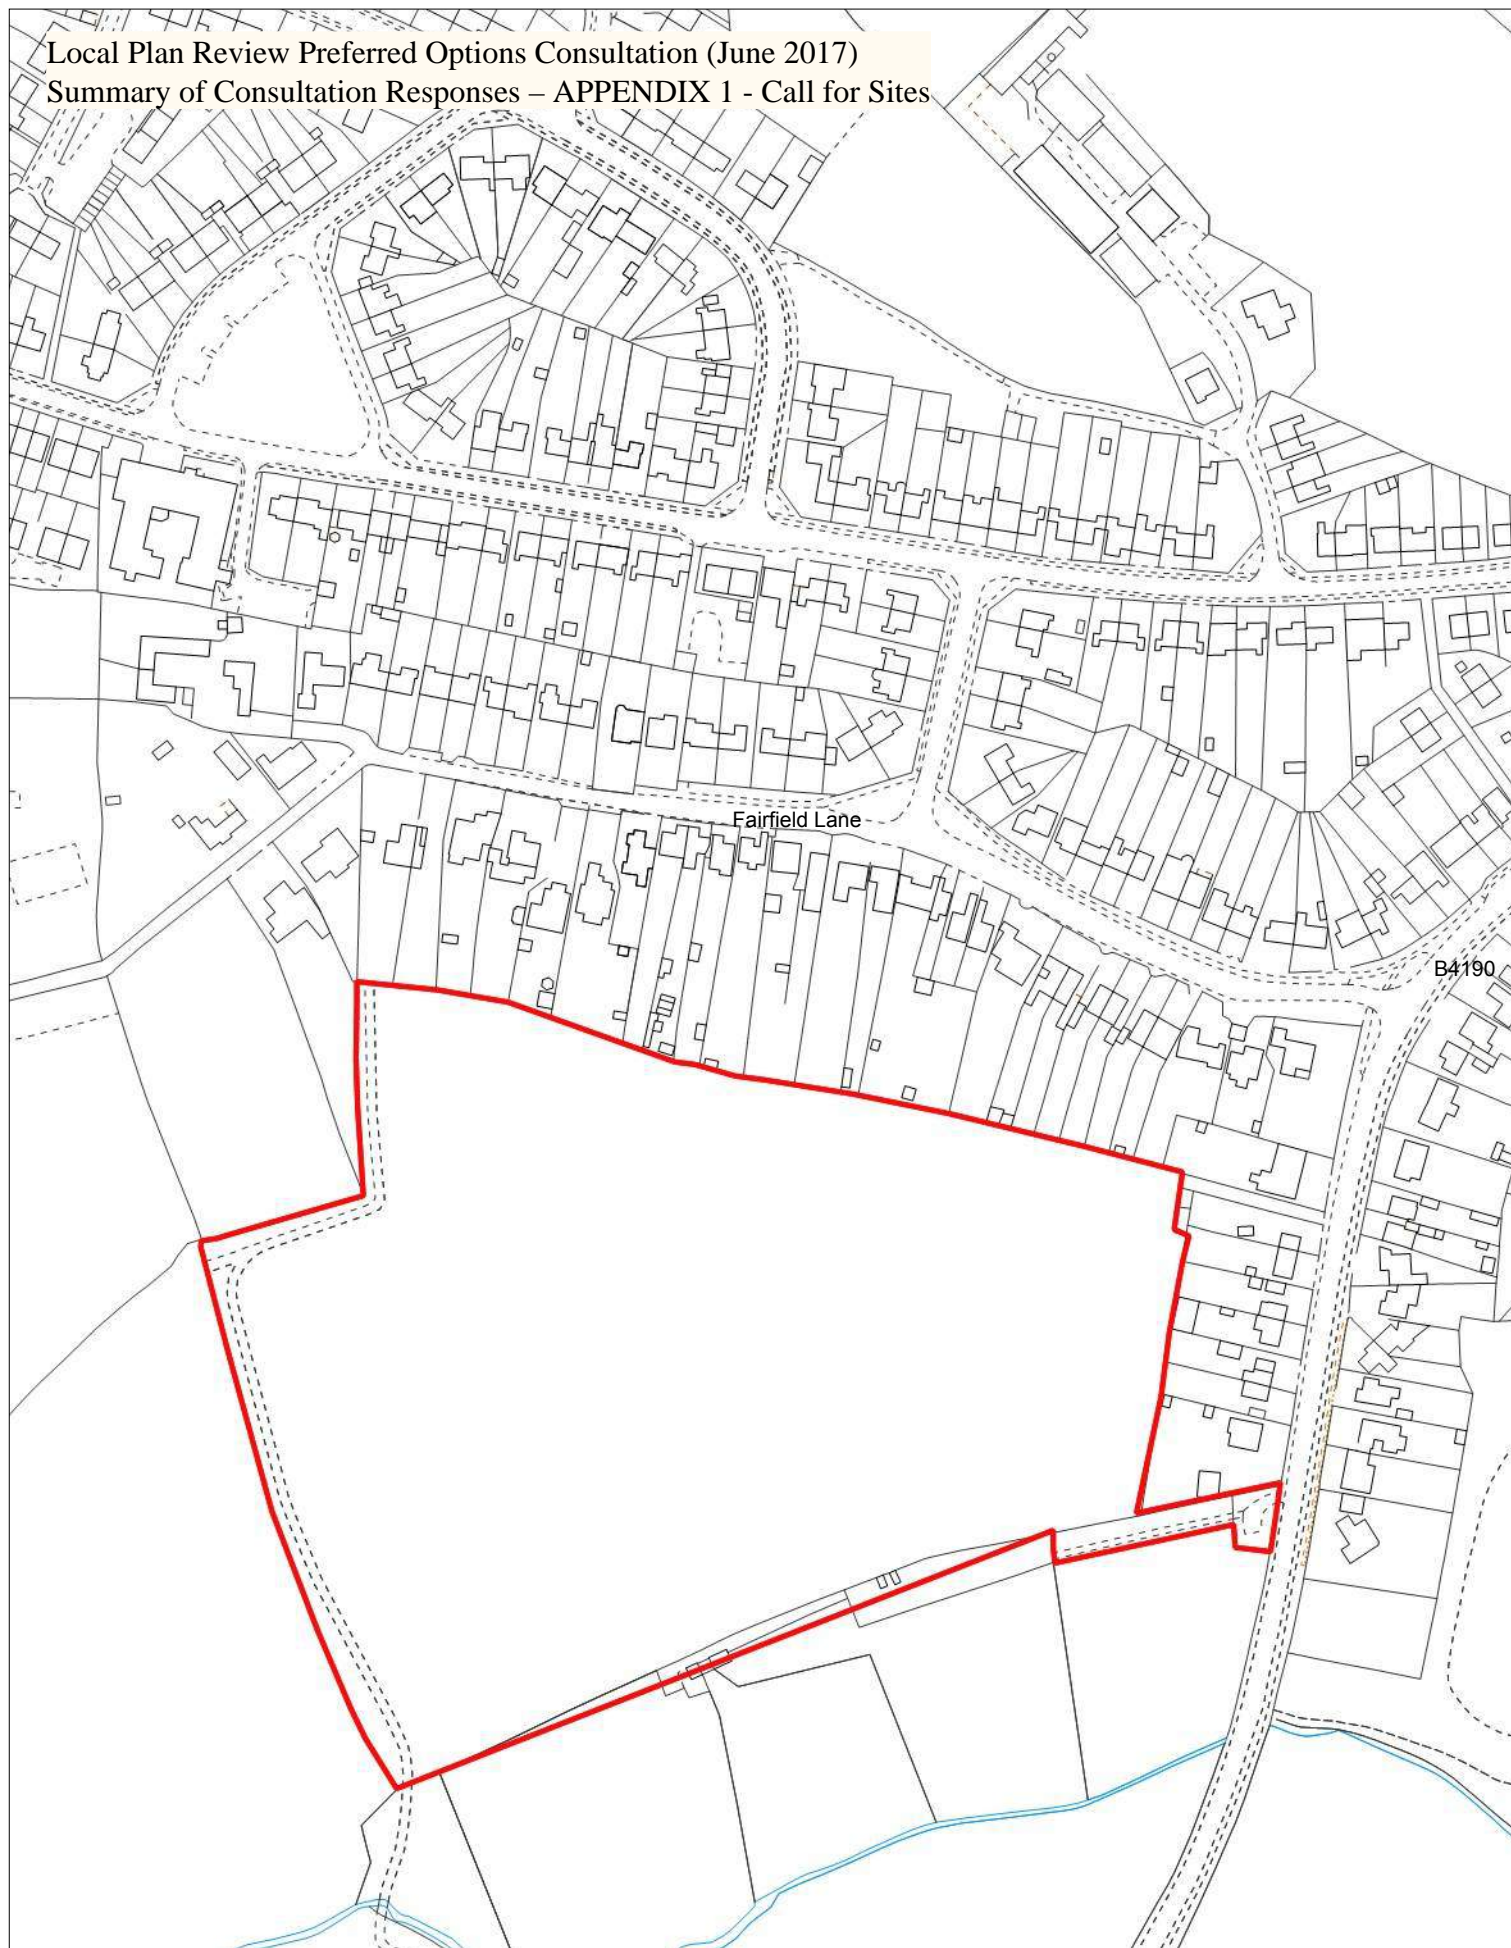 Local Plan Review Preferred Options Consultation (June 2017)
Summary of Consultation Responses – APPENDIX 1 - Call for Sites
Fairfield Lane
B4190